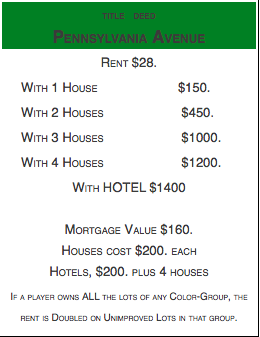 TITLE DEED
PENNSYLVANIA AVENUE
RENT $28.
WITH 1 HOUSE $150.
WITH 2 HOUSES $450.
WITH 3 HOUSES $1000.
WITH 4 HOUSES $1200.
WITH HOTEL $1400
MORTGAGE VALUE $160.
HOUSES COST $200. EACH
HOTELS, $200. PLUS 4 HOUSES
IF A PLAYER OWNS ALL THE LOTS OF ANY COLOR-GROUP, THE
RENT IS DOUBLED ON UNIMPROVED LOTS IN THAT GROUP.